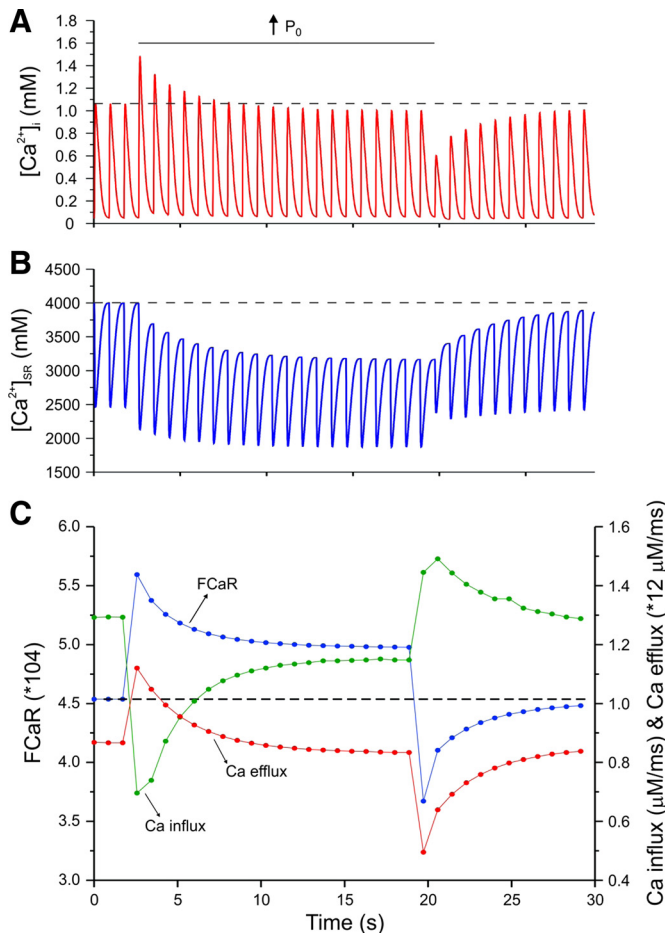 A
↑ P₀
1.8
1.6
1.4
1.2
1.0
0.8
0.6
0.4
0.2
0
[Ca²⁺]ᵢ (mM)
B
4500
4000
3500
3000
2500
2000
1500
[Ca²⁺]SR (mM)
C
6.0
5.5
5.0
4.5
4.0
3.5
3.0
FCaR (*104)
FCaR
Ca efflux
Ca influx
1.6
1.4
1.2
1.0
0.8
0.6
0.4
Ca influx (μM/ms) & Ca efflux (*12 μM/ms)
0 5 10 15 20 25 30
Time (s)